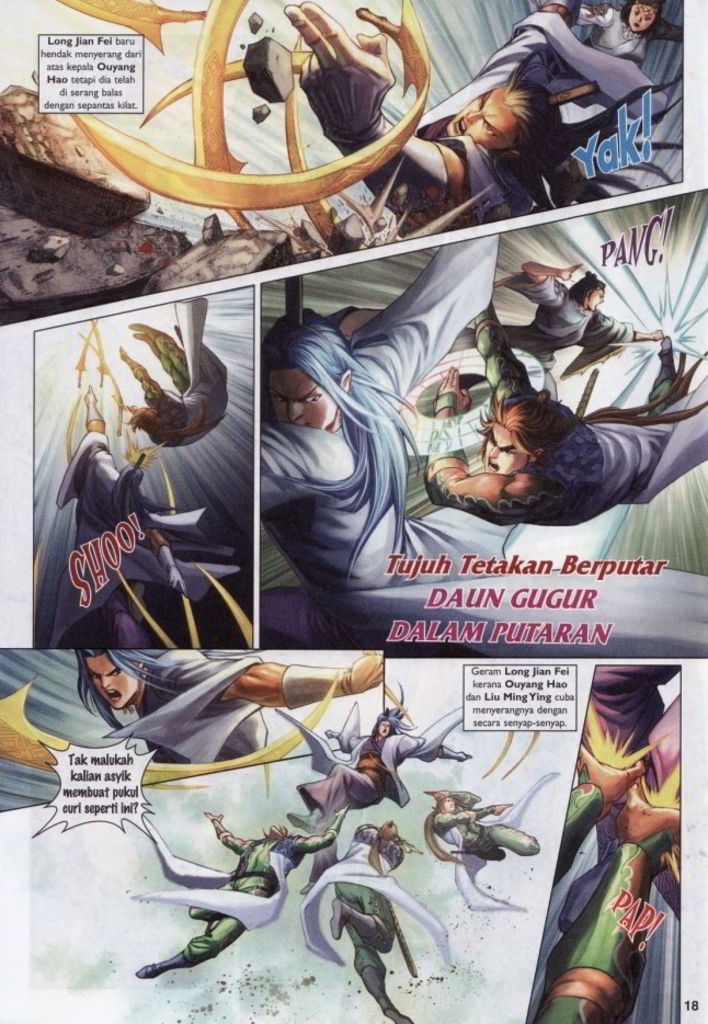 Long Jian Fei baru
hendak menyerang dari
atas kepala Ouyang
Hao tetapi dia telah
di serang balas
dengan sepantas kilat.
Yak!
PANG!
SHOO!
Tujuh Tetakan Berputar
DAUN GUGUR
DALAM PUTARAN
Tak malukah
kalian asyik
membuat pukul
curi seperti ini?
Geram Long Jian Fei
kerana Ouyang Hao
dan Liu Ming Ying cuba
menyerangnya dengan
secara senyap-senyap.
PAP!
18